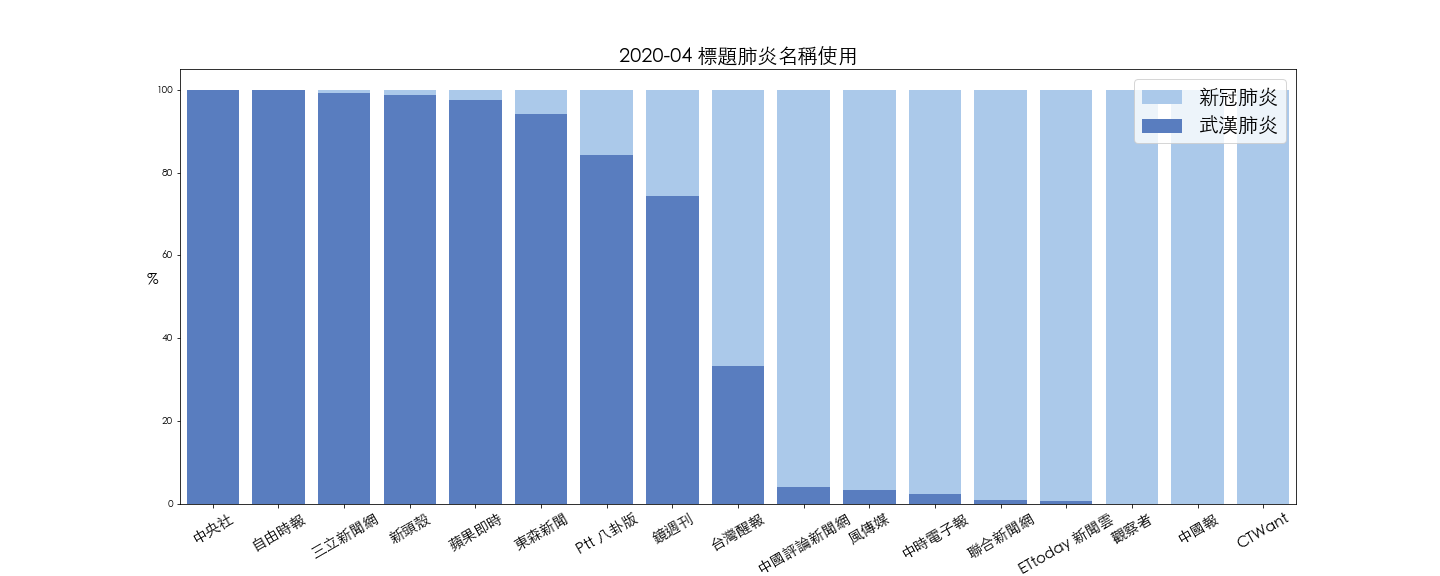 2020-04 標題肺炎名稱使用
新冠肺炎
武漢肺炎
100
80
60
%
40
20
0
中央社
自由時報
三立新聞網
新頭殼
蘋果即時
東森新聞
Ptt 八卦版
鏡週刊
台灣醒報
中國評論新聞網
風傳媒
中時電子報
聯合新聞網
ETtoday 新聞雲
觀察者
中國報
CTWant